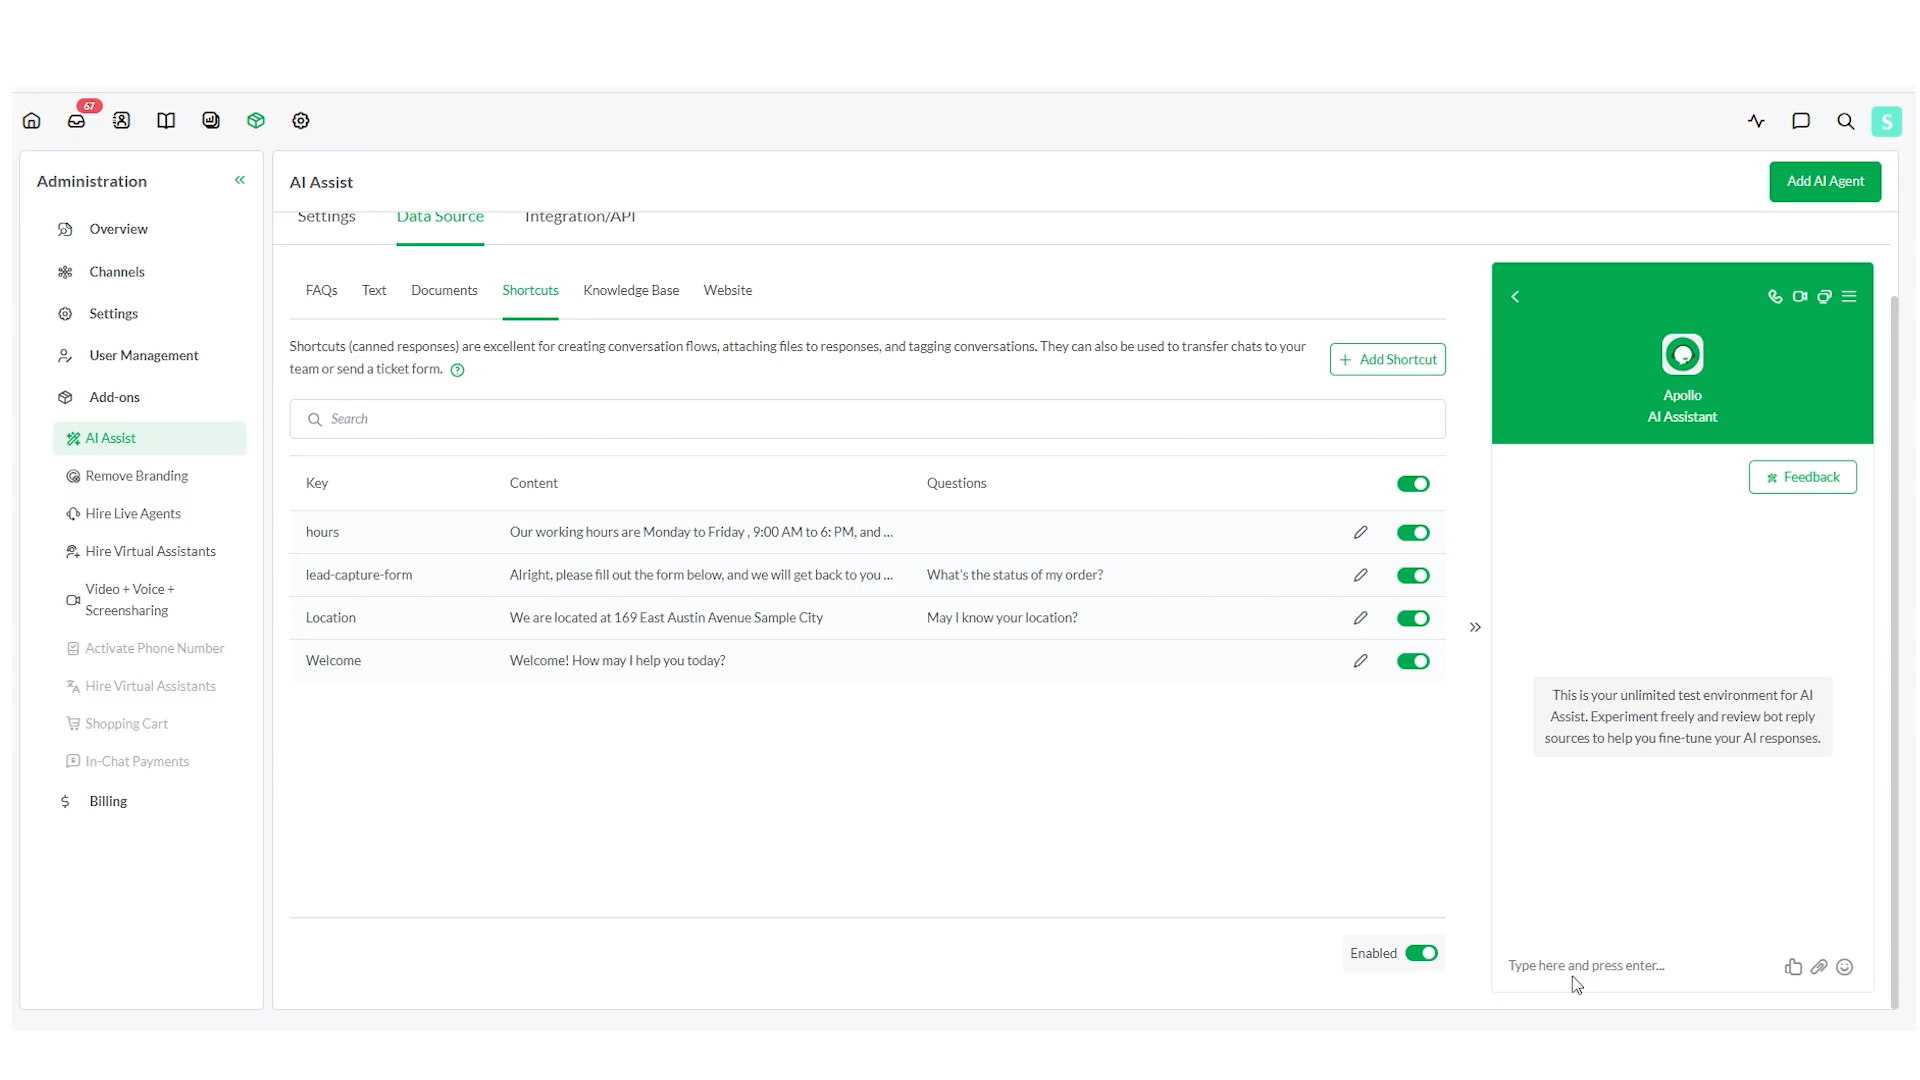 67
S
Administration
Overview
Channels
Settings
User Management
Add-ons
AI Assist
Remove Branding
Hire Live Agents
Hire Virtual Assistants
Video + Voice +
Screensharing
Activate Phone Number
Hire Virtual Assistants
Shopping Cart
In-Chat Payments
Billing
AI Assist
Add AI Agent
Settings Data Source Integration/API
FAQs Text Documents Shortcuts Knowledge Base Website
Shortcuts (canned responses) are excellent for creating conversation flows, attaching files to responses, and tagging conversations. They can also be used to transfer chats to your
team or send a ticket form.
+ Add Shortcut
Search
Key Content Questions
hours Our working hours are Monday to Friday , 9:00 AM to 6: PM, and ...
lead-capture-form Alright, please fill out the form below, and we will get back to you ... What's the status of my order?
Location We are located at 169 East Austin Avenue Sample City May I know your location?
Welcome Welcome! How may I help you today?
Enabled
Apollo
AI Assistant
Feedback
This is your unlimited test environment for AI
Assist. Experiment freely and review bot reply
sources to help you fine-tune your AI responses.
Type here and press enter...